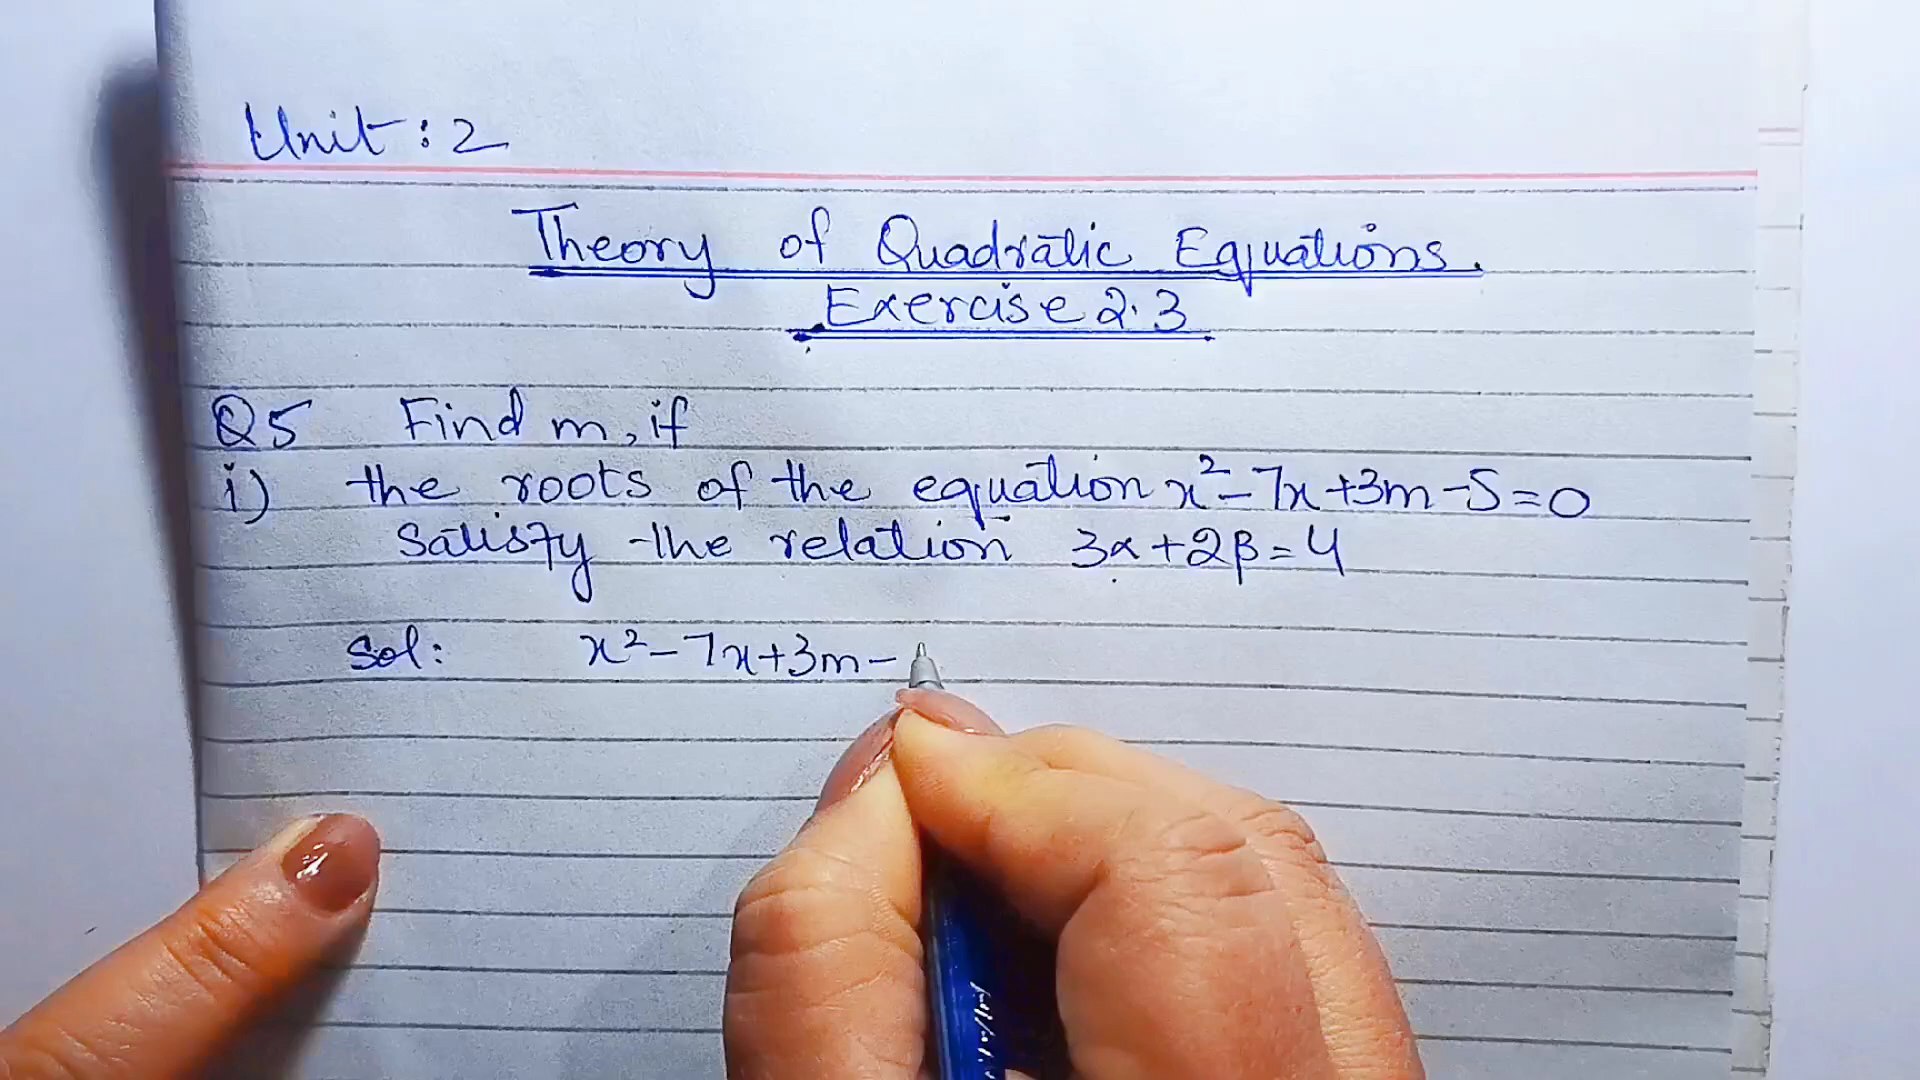 Unit : 2
Theory of Quadratic Equations.
Exercise 2.3
Q5 Find m, if
i) the roots of the equation x²-7x+3m-5=0
Satisfy the relation 3α+2β=4
Sol: x²-7x+3m-